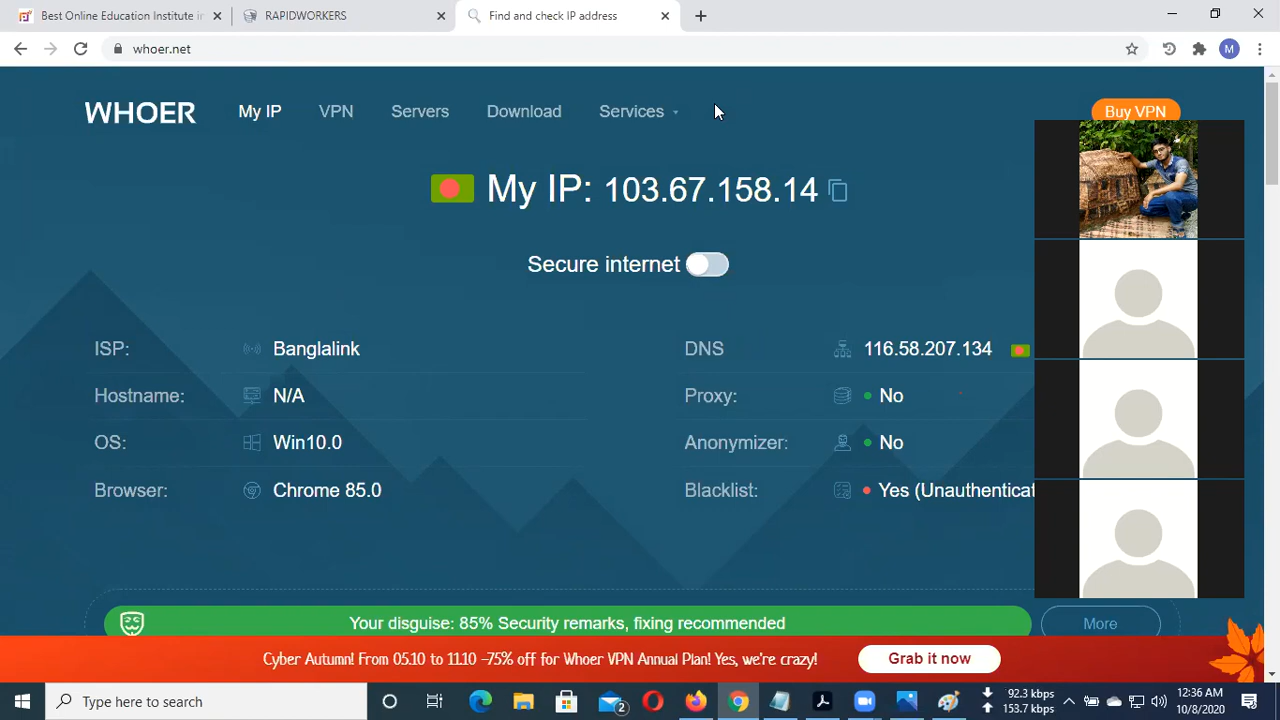 Best Online Education Institute in
RAPIDWORKERS
Find and check IP address
whoer.net
M
WHOER
My IP
VPN
Servers
Download
Services
Buy VPN
My IP: 103.67.158.14
Secure internet
ISP: Banglalink
DNS 116.58.207.134
Hostname: N/A
Proxy: No
OS: Win10.0
Anonymizer: No
Browser: Chrome 85.0
Blacklist: Yes (Unauthenticat
Your disguise: 85% Security remarks, fixing recommended
More
Cyber Autumn! From 05.10 to 11.10 -75% off for Whoer VPN Annual Plan! Yes, we're crazy!
Grab it now
Type here to search
2
92.3 kbps
153.7 kbps
12:36 AM
10/8/2020